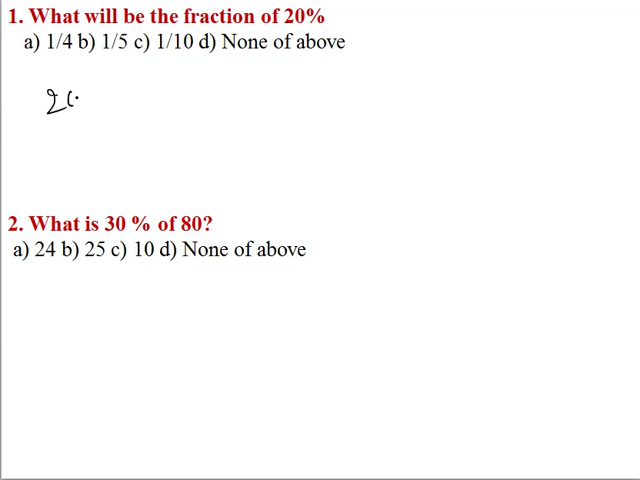 1. What will be the fraction of 20%
a) 1/4 b) 1/5 c) 1/10 d) None of above
2. What is 30 % of 80?
a) 24 b) 25 c) 10 d) None of above